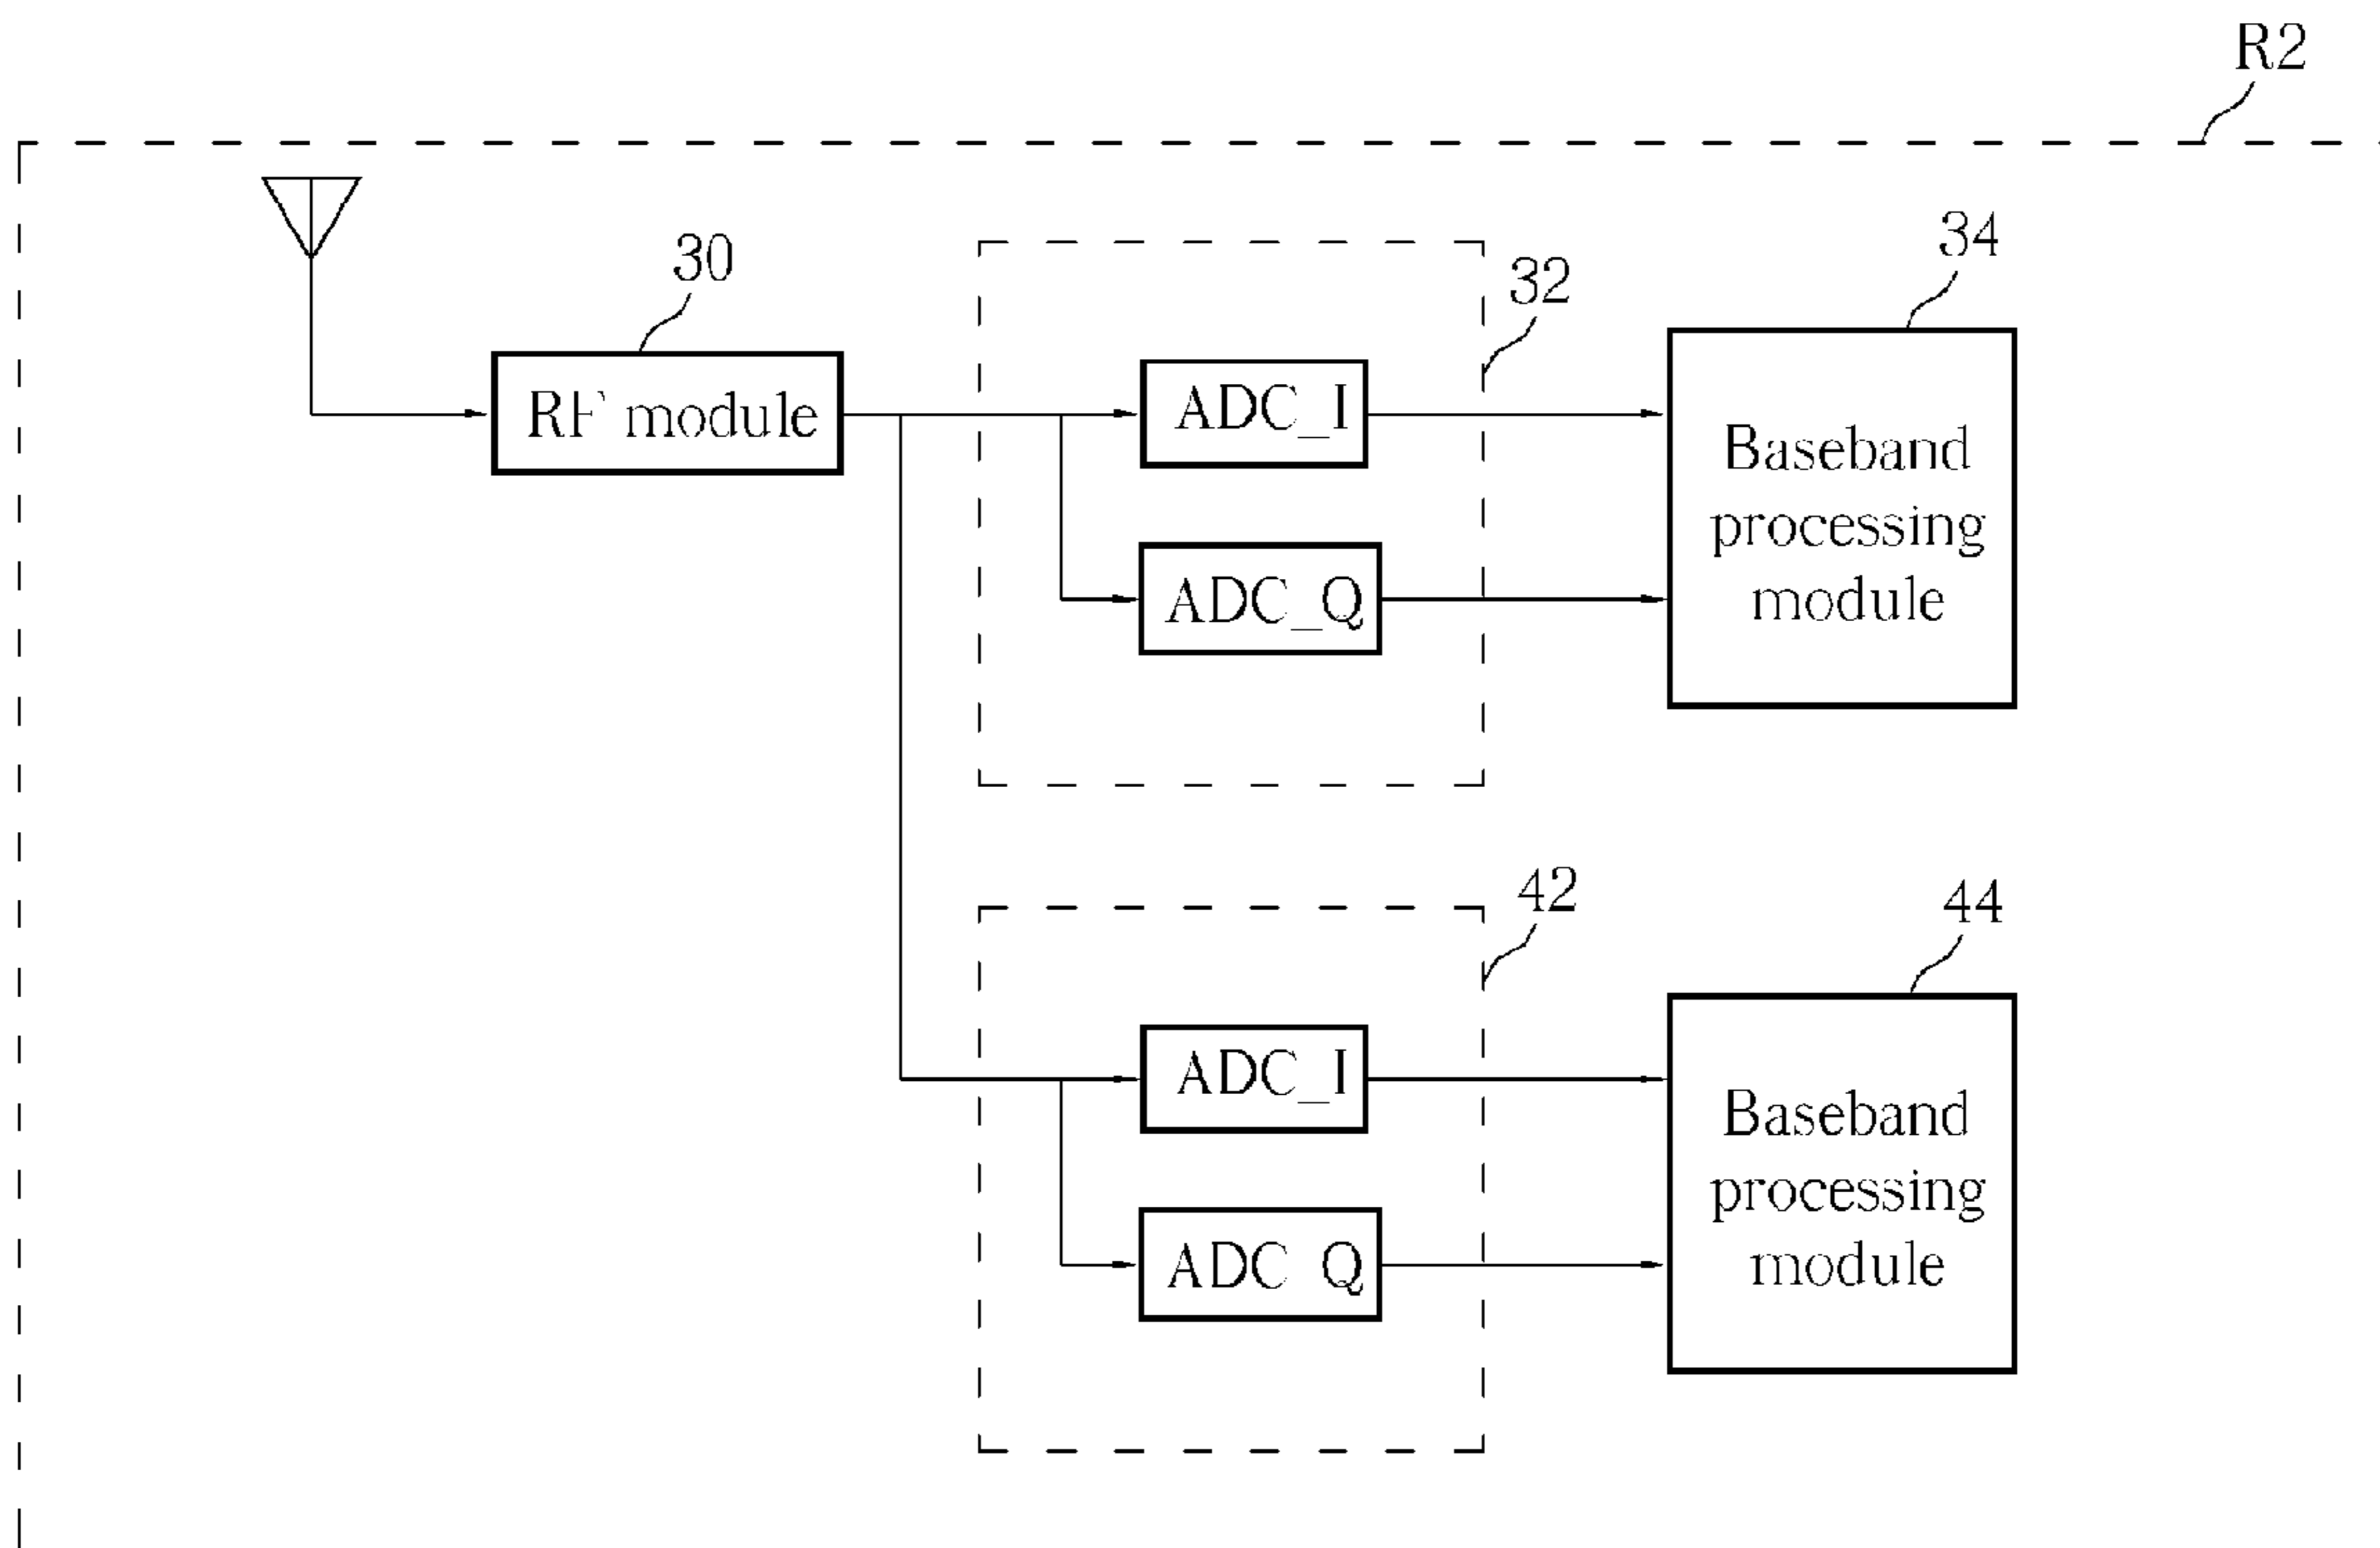 R2
30
RF module
32
ADC_I
ADC_Q
34
Baseband
processing
module
42
ADC_I
ADC_Q
44
Baseband
processing
module